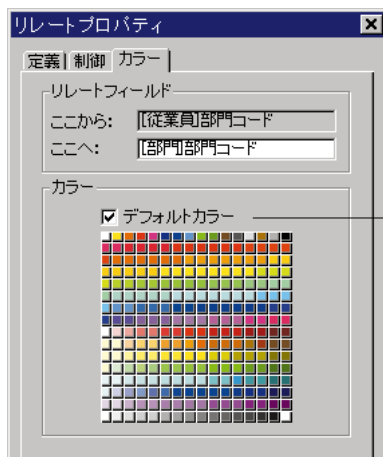 リレートプロパティ
定義 制御 カラー
リレートフィールド
ここから: [従業員]部門コード
ここへ: [部門]部門コード
カラー
デフォルトカラー